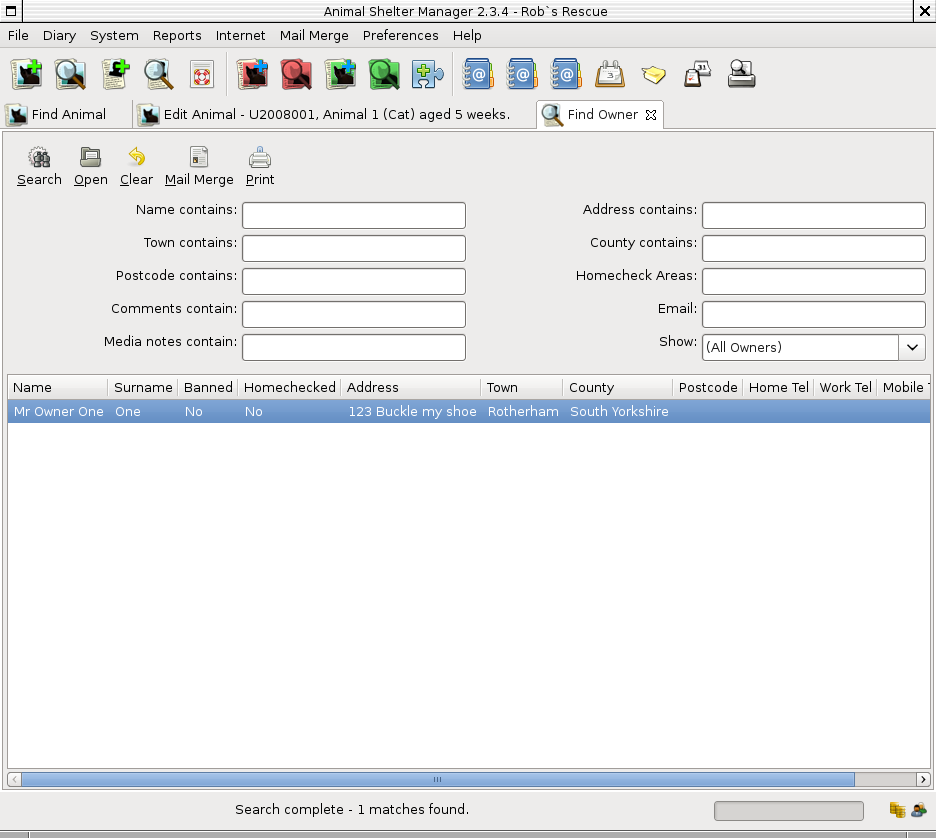 Animal Shelter Manager 2.3.4 - Rob`s Rescue
File Diary System Reports Internet Mail Merge Preferences Help
Find Animal Edit Animal - U2008001, Animal 1 (Cat) aged 5 weeks. Find Owner
Search Open Clear Mail Merge Print
Name contains: Address contains:
Town contains: County contains:
Postcode contains: Homecheck Areas:
Comments contain: Email:
Media notes contain: Show: (All Owners)
Name Surname Banned Homechecked Address Town County Postcode Home Tel Work Tel Mobile T
Mr Owner One One No No 123 Buckle my shoe Rotherham South Yorkshire
Search complete - 1 matches found.